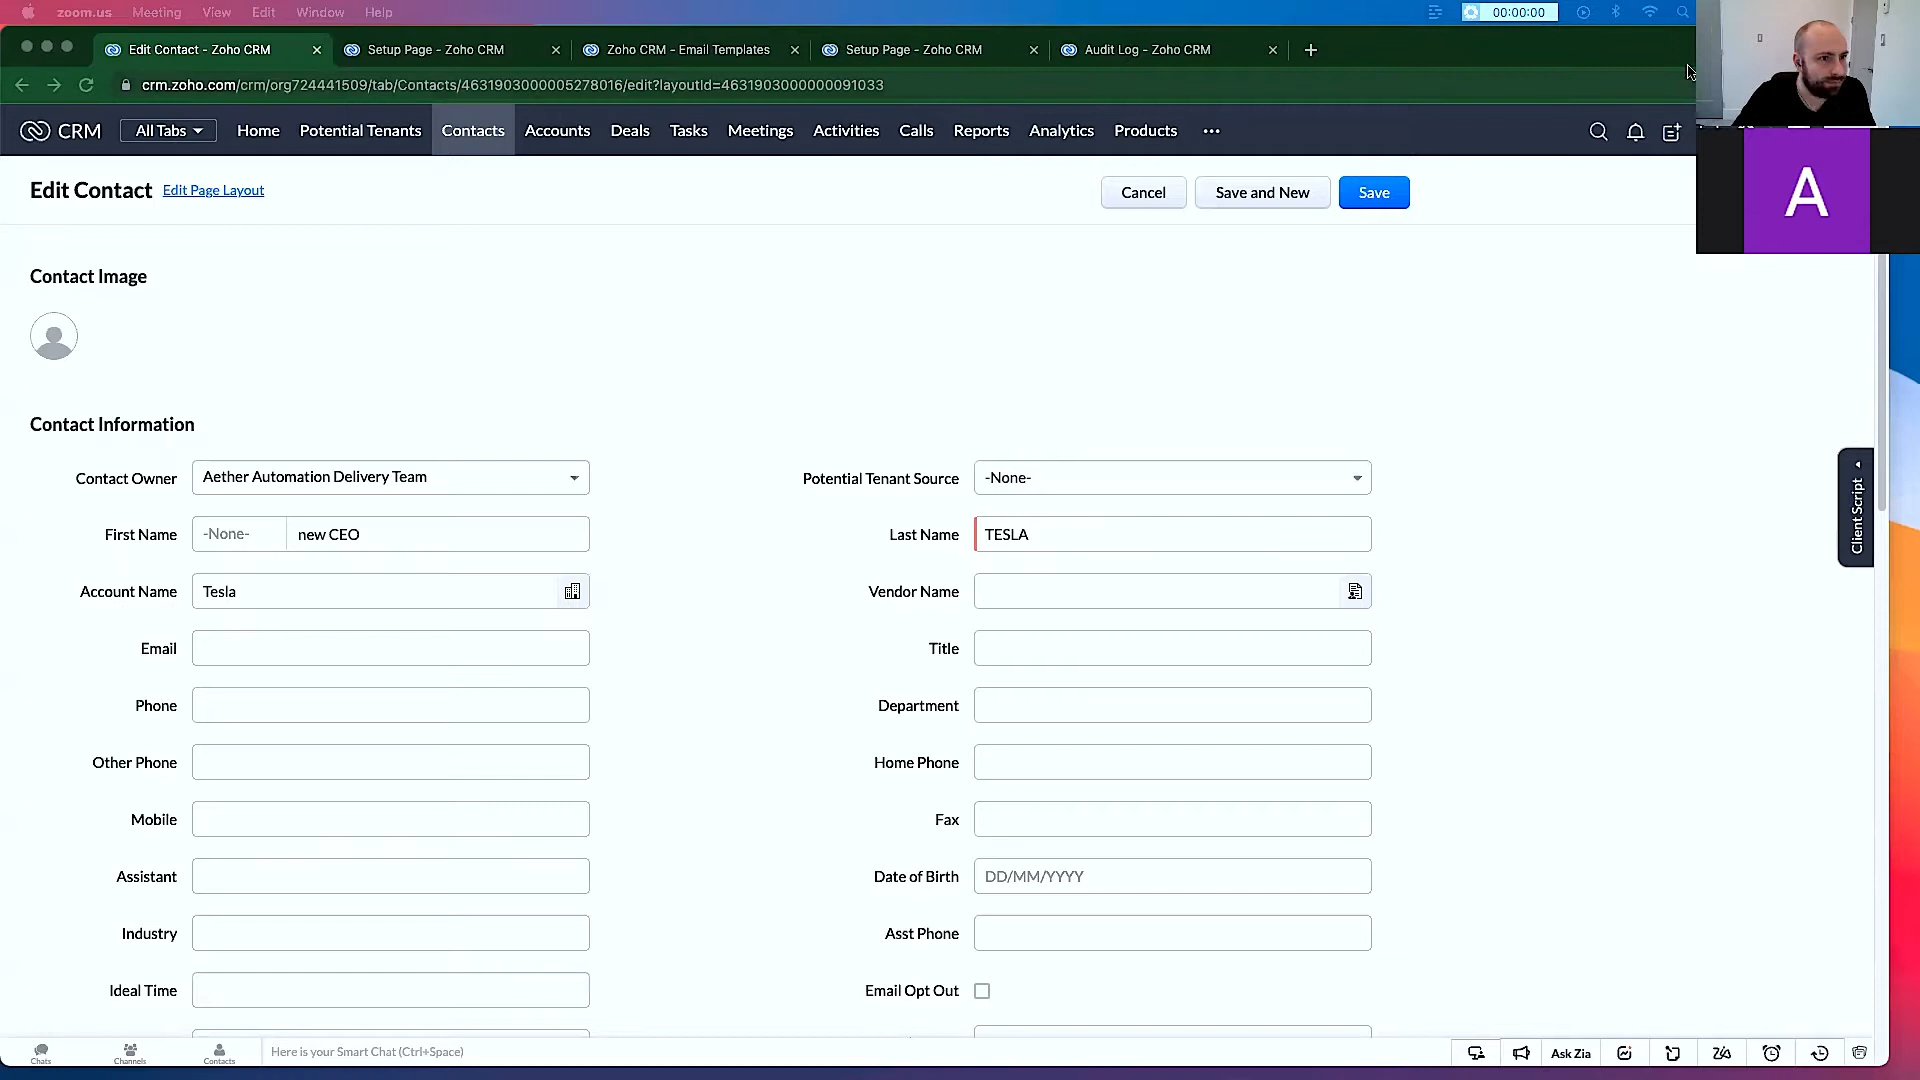 zoom.us Meeting View Edit Window Help 00:00:00
Edit Contact - Zoho CRM Setup Page - Zoho CRM Zoho CRM - Email Templates Setup Page - Zoho CRM Audit Log - Zoho CRM
crm.zoho.com/crm/org724441509/tab/Contacts/4631903000005278016/edit?layoutId=4631903000000091033
CRM All Tabs Home Potential Tenants Contacts Accounts Deals Tasks Meetings Activities Calls Reports Analytics Products
Edit Contact Edit Page Layout Cancel Save and New Save
A
Contact Image
Contact Information
Contact Owner Aether Automation Delivery Team Potential Tenant Source -None-
First Name -None- new CEO Last Name TESLA
Account Name Tesla Vendor Name
Email Title
Phone Department
Other Phone Home Phone
Mobile Fax
Assistant Date of Birth DD/MM/YYYY
Industry Asst Phone
Ideal Time Email Opt Out
Client Script
Chats Channels Contacts Here is your Smart Chat (Ctrl+Space) Ask Zia